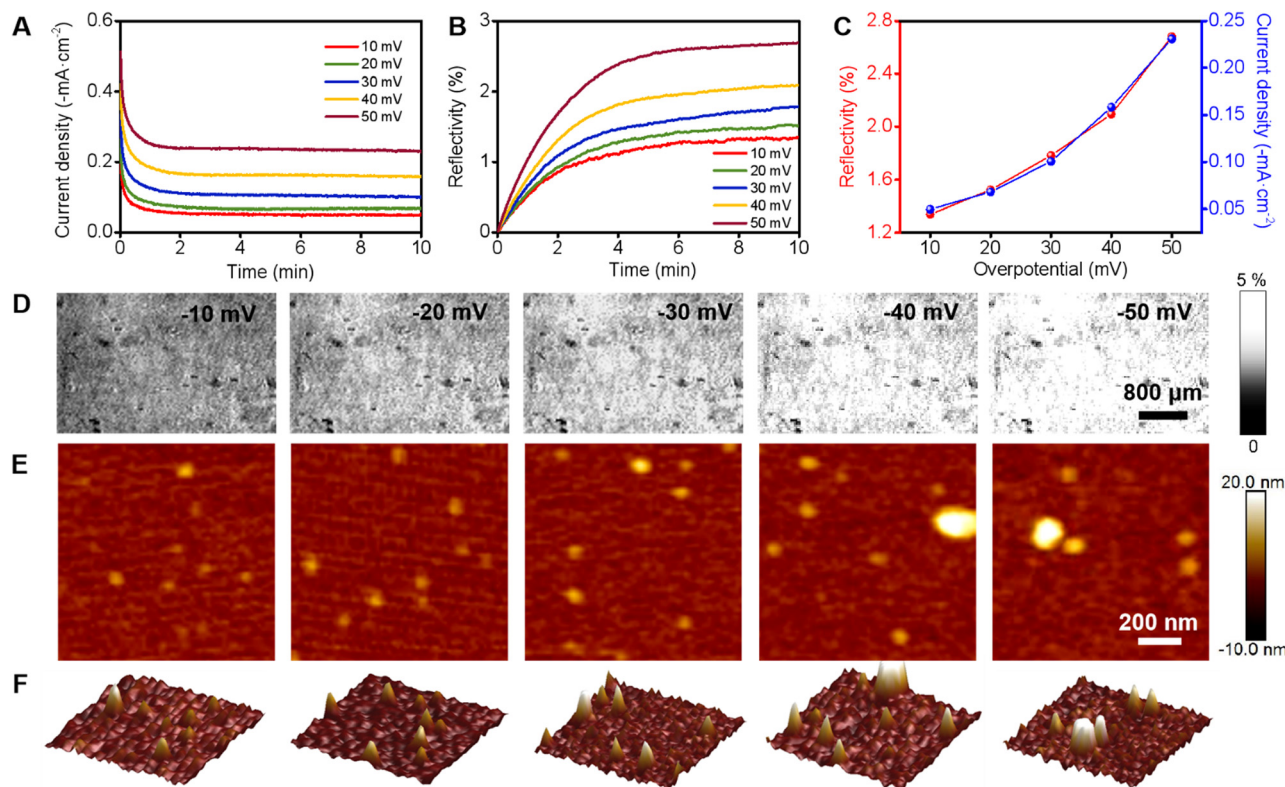 A
Current density (-mA·cm-2)
0.6
0.4
0.2
0.0
0
2
4
6
8
10
Time (min)
10 mV
20 mV
30 mV
40 mV
50 mV
B
Reflectivity (%)
3
2
1
0
0
2
4
6
8
10
Time (min)
10 mV
20 mV
30 mV
40 mV
50 mV
C
Reflectivity (%)
2.8
2.4
2.0
1.6
1.2
10
20
30
40
50
Overpotential (mV)
0.25
0.20
0.15
0.10
0.05
Current density (-mA·cm-2)
D
-10 mV
-20 mV
-30 mV
-40 mV
-50 mV
800 µm
5 %
0
E
200 nm
20.0 nm
-10.0 nm
F